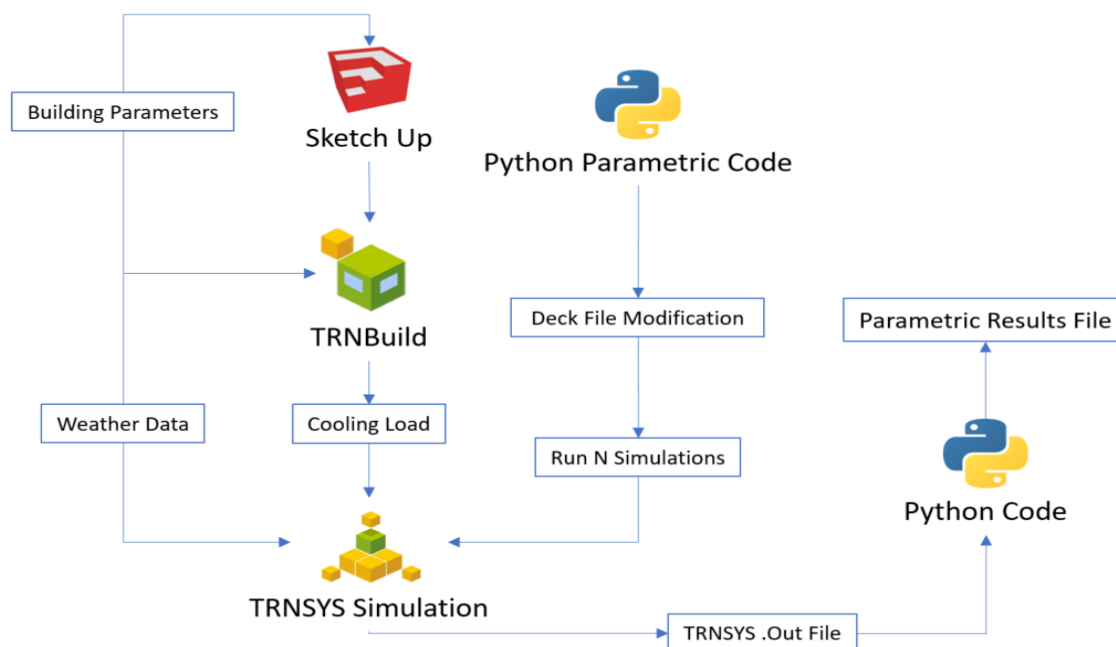 Building Parameters
Sketch Up
Python Parametric Code
TRNBuild
Deck File Modification
Parametric Results File
Weather Data
Cooling Load
Run N Simulations
Python Code
TRNSYS Simulation
TRNSYS .Out File